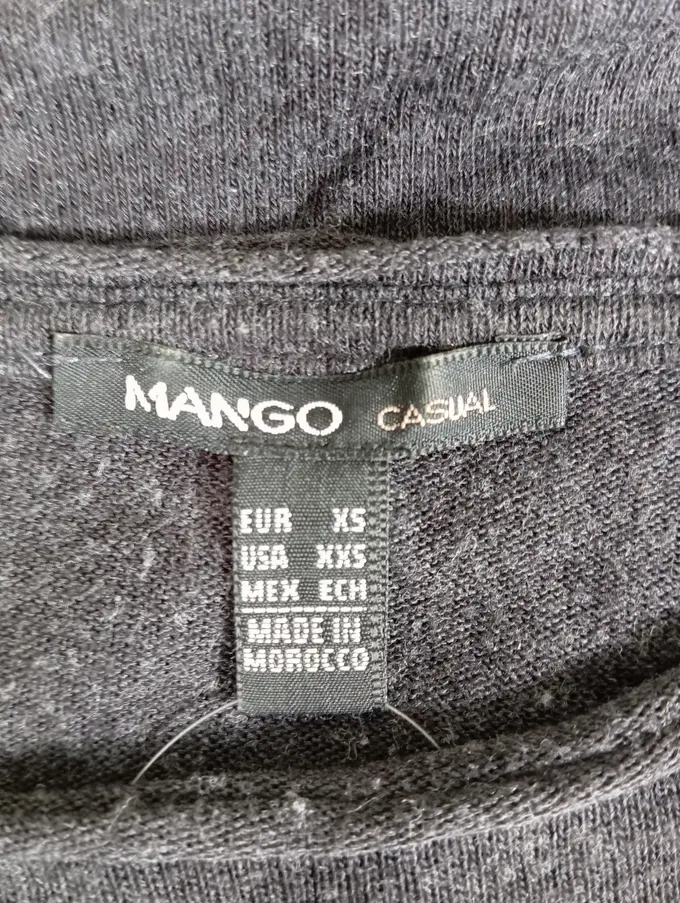 MANGO CASUAL
EUR XS
USA XXS
MEX ECH
MADE IN
MOROCCO